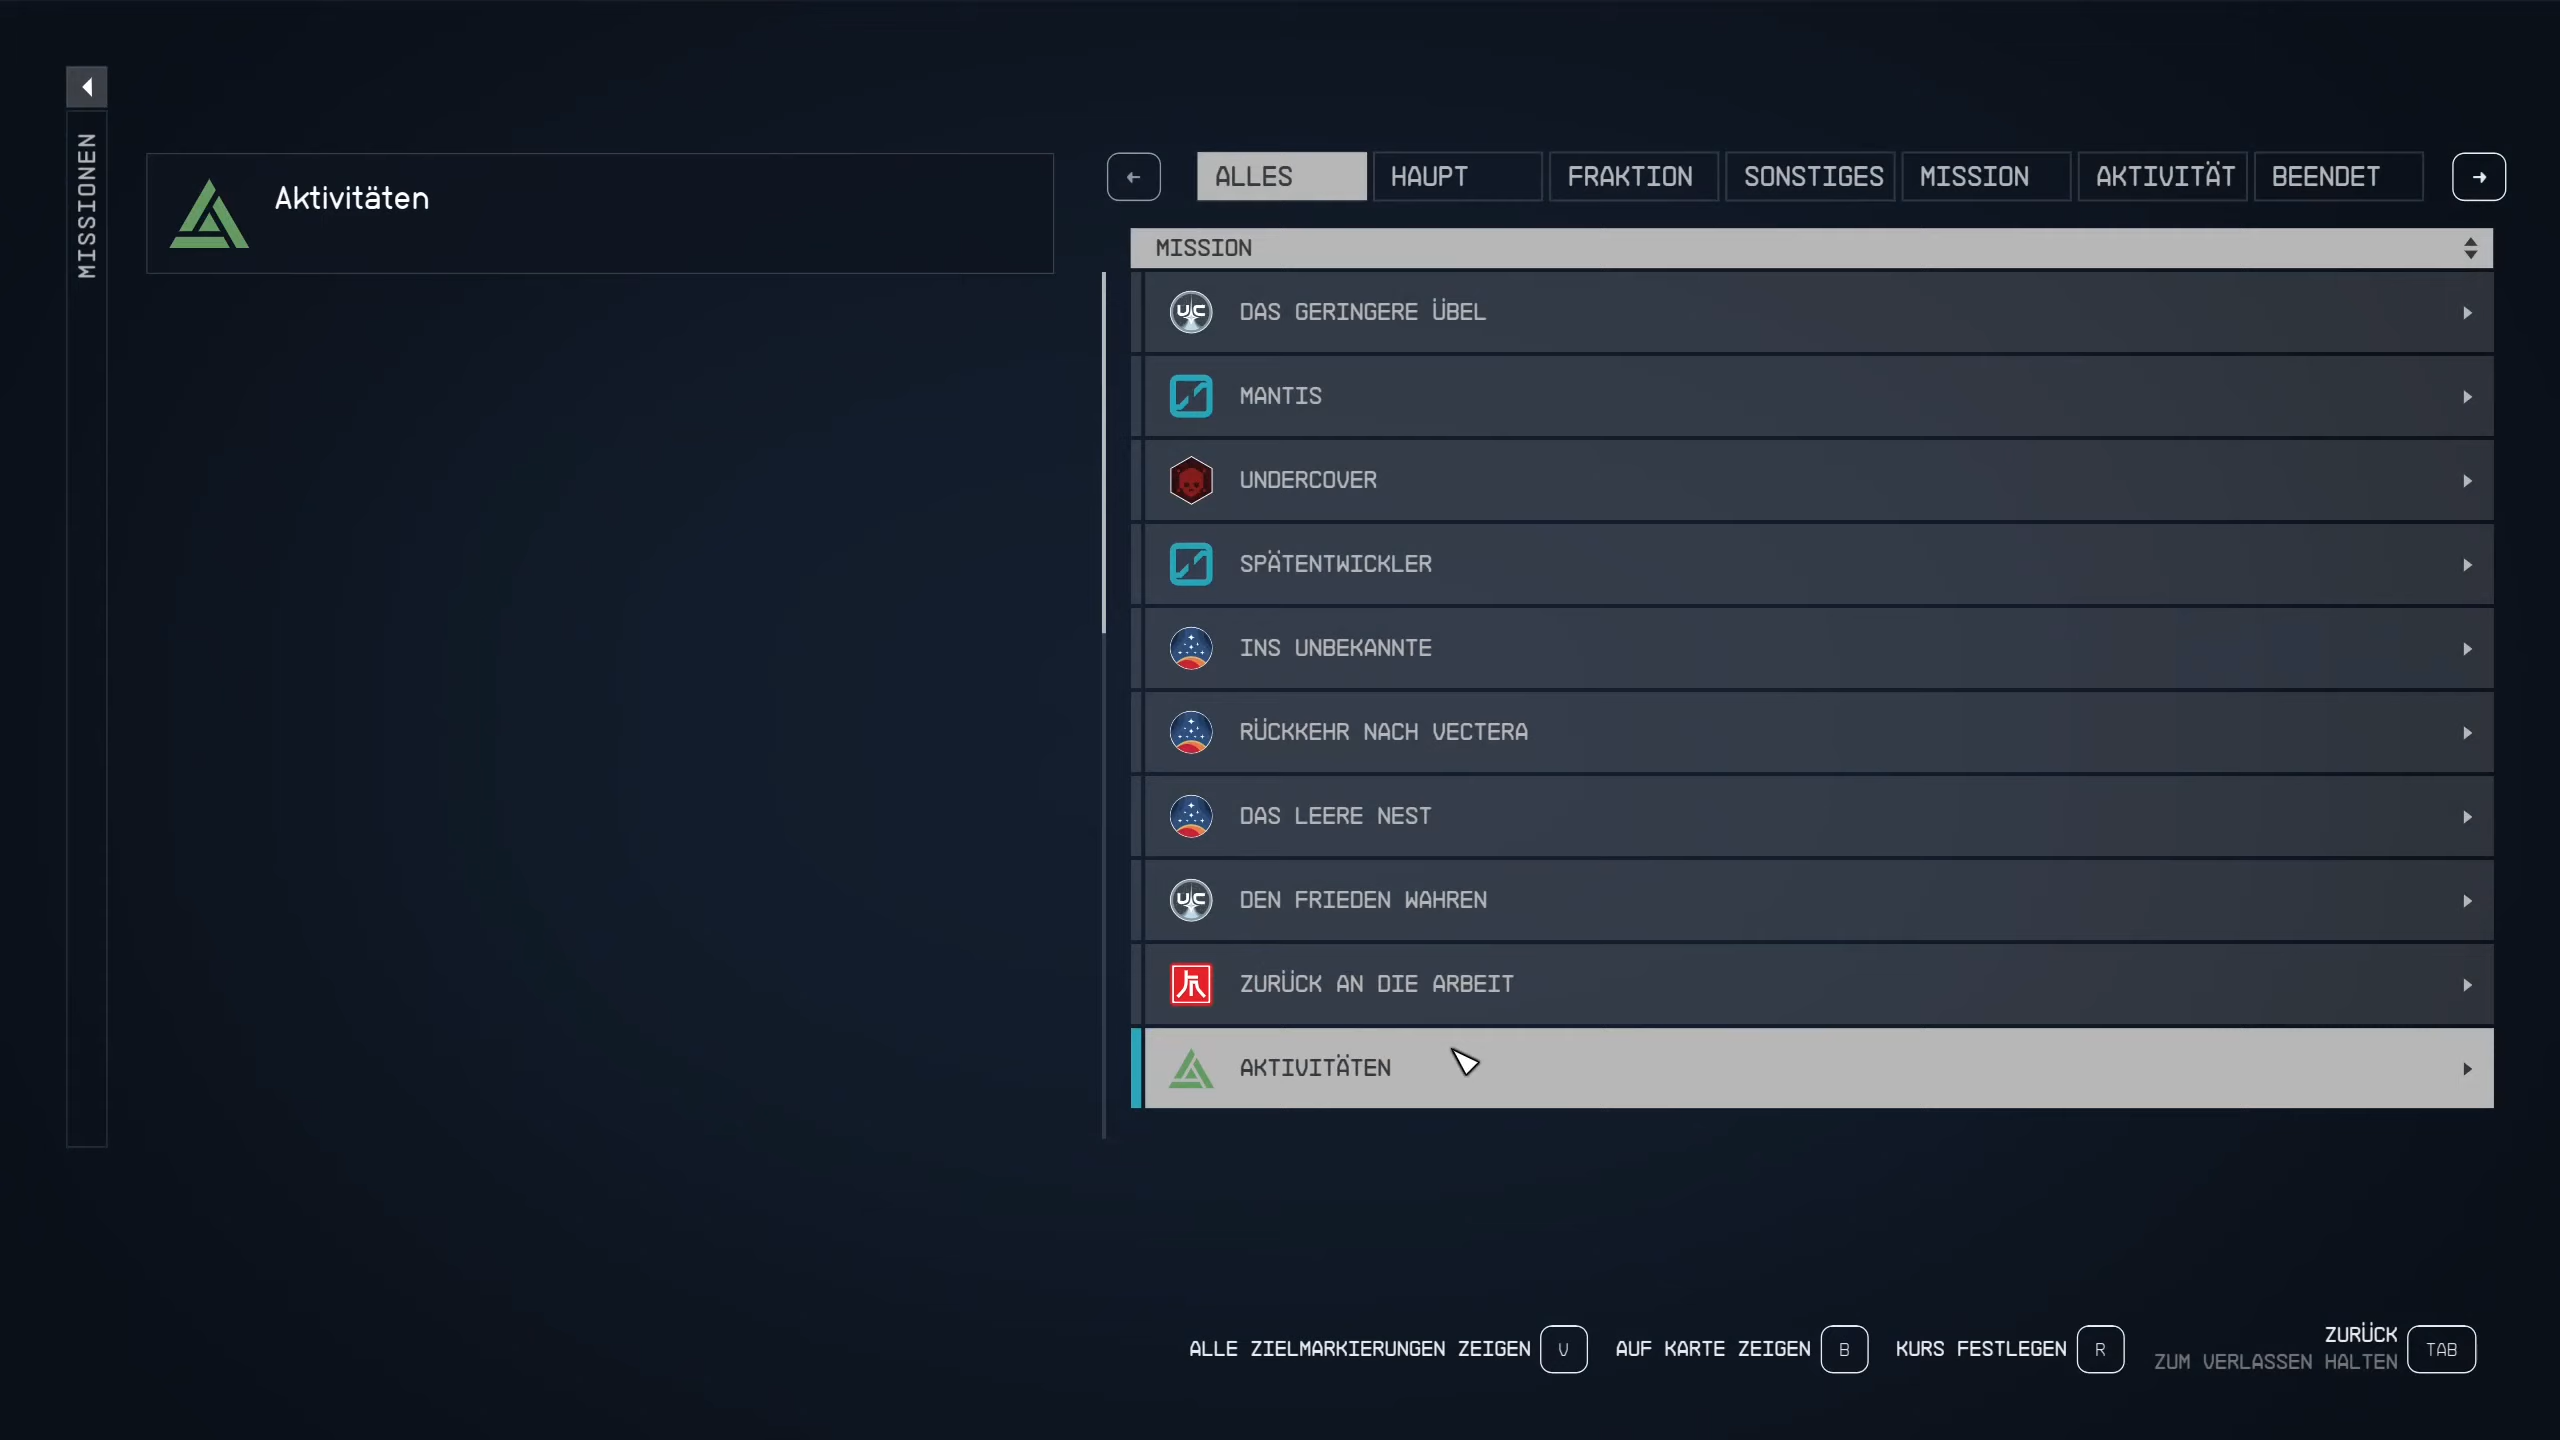 MISSIONEN
Aktivitäten
ALLES HAUPT FRAKTION SONSTIGES MISSION AKTIVITÄT BEENDET
MISSION
UC DAS GERINGERE ÜBEL
MANTIS
UNDERCOVER
SPÄTENTWICKLER
INS UNBEKANNTE
RÜCKKEHR NACH VECTERA
DAS LEERE NEST
UC DEN FRIEDEN WAHREN
ZURÜCK AN DIE ARBEIT
AKTIVITÄTEN
ALLE ZIELMARKIERUNGEN ZEIGEN V AUF KARTE ZEIGEN B KURS FESTLEGEN R ZURÜCK TAB
ZUM VERLASSEN HALTEN